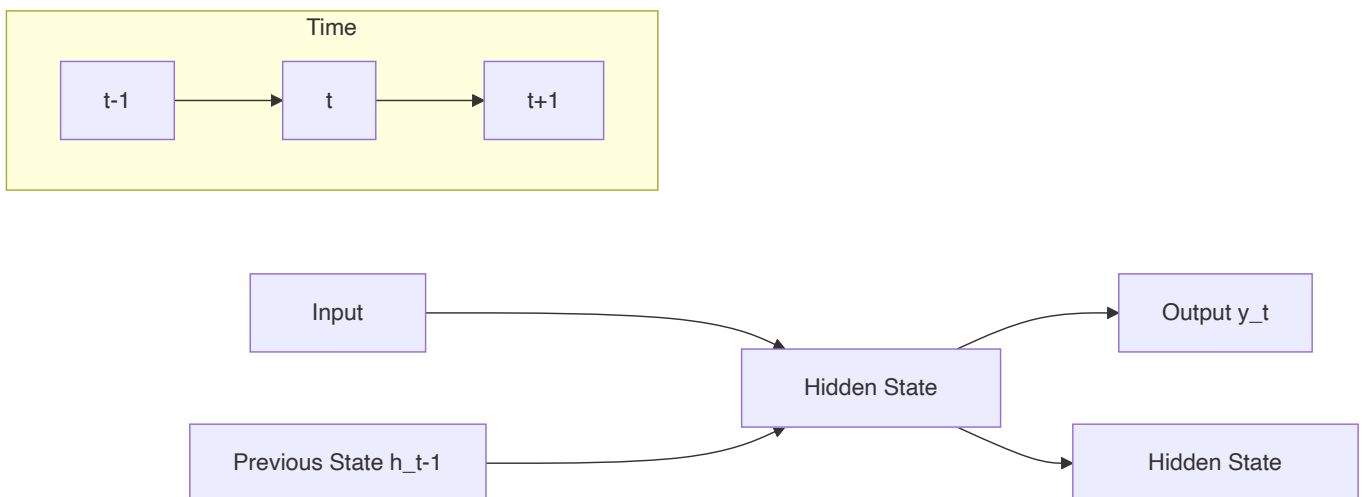 Time
t-1
t
t+1
Input
Output y_t
Hidden State
Previous State h_t-1
Hidden State